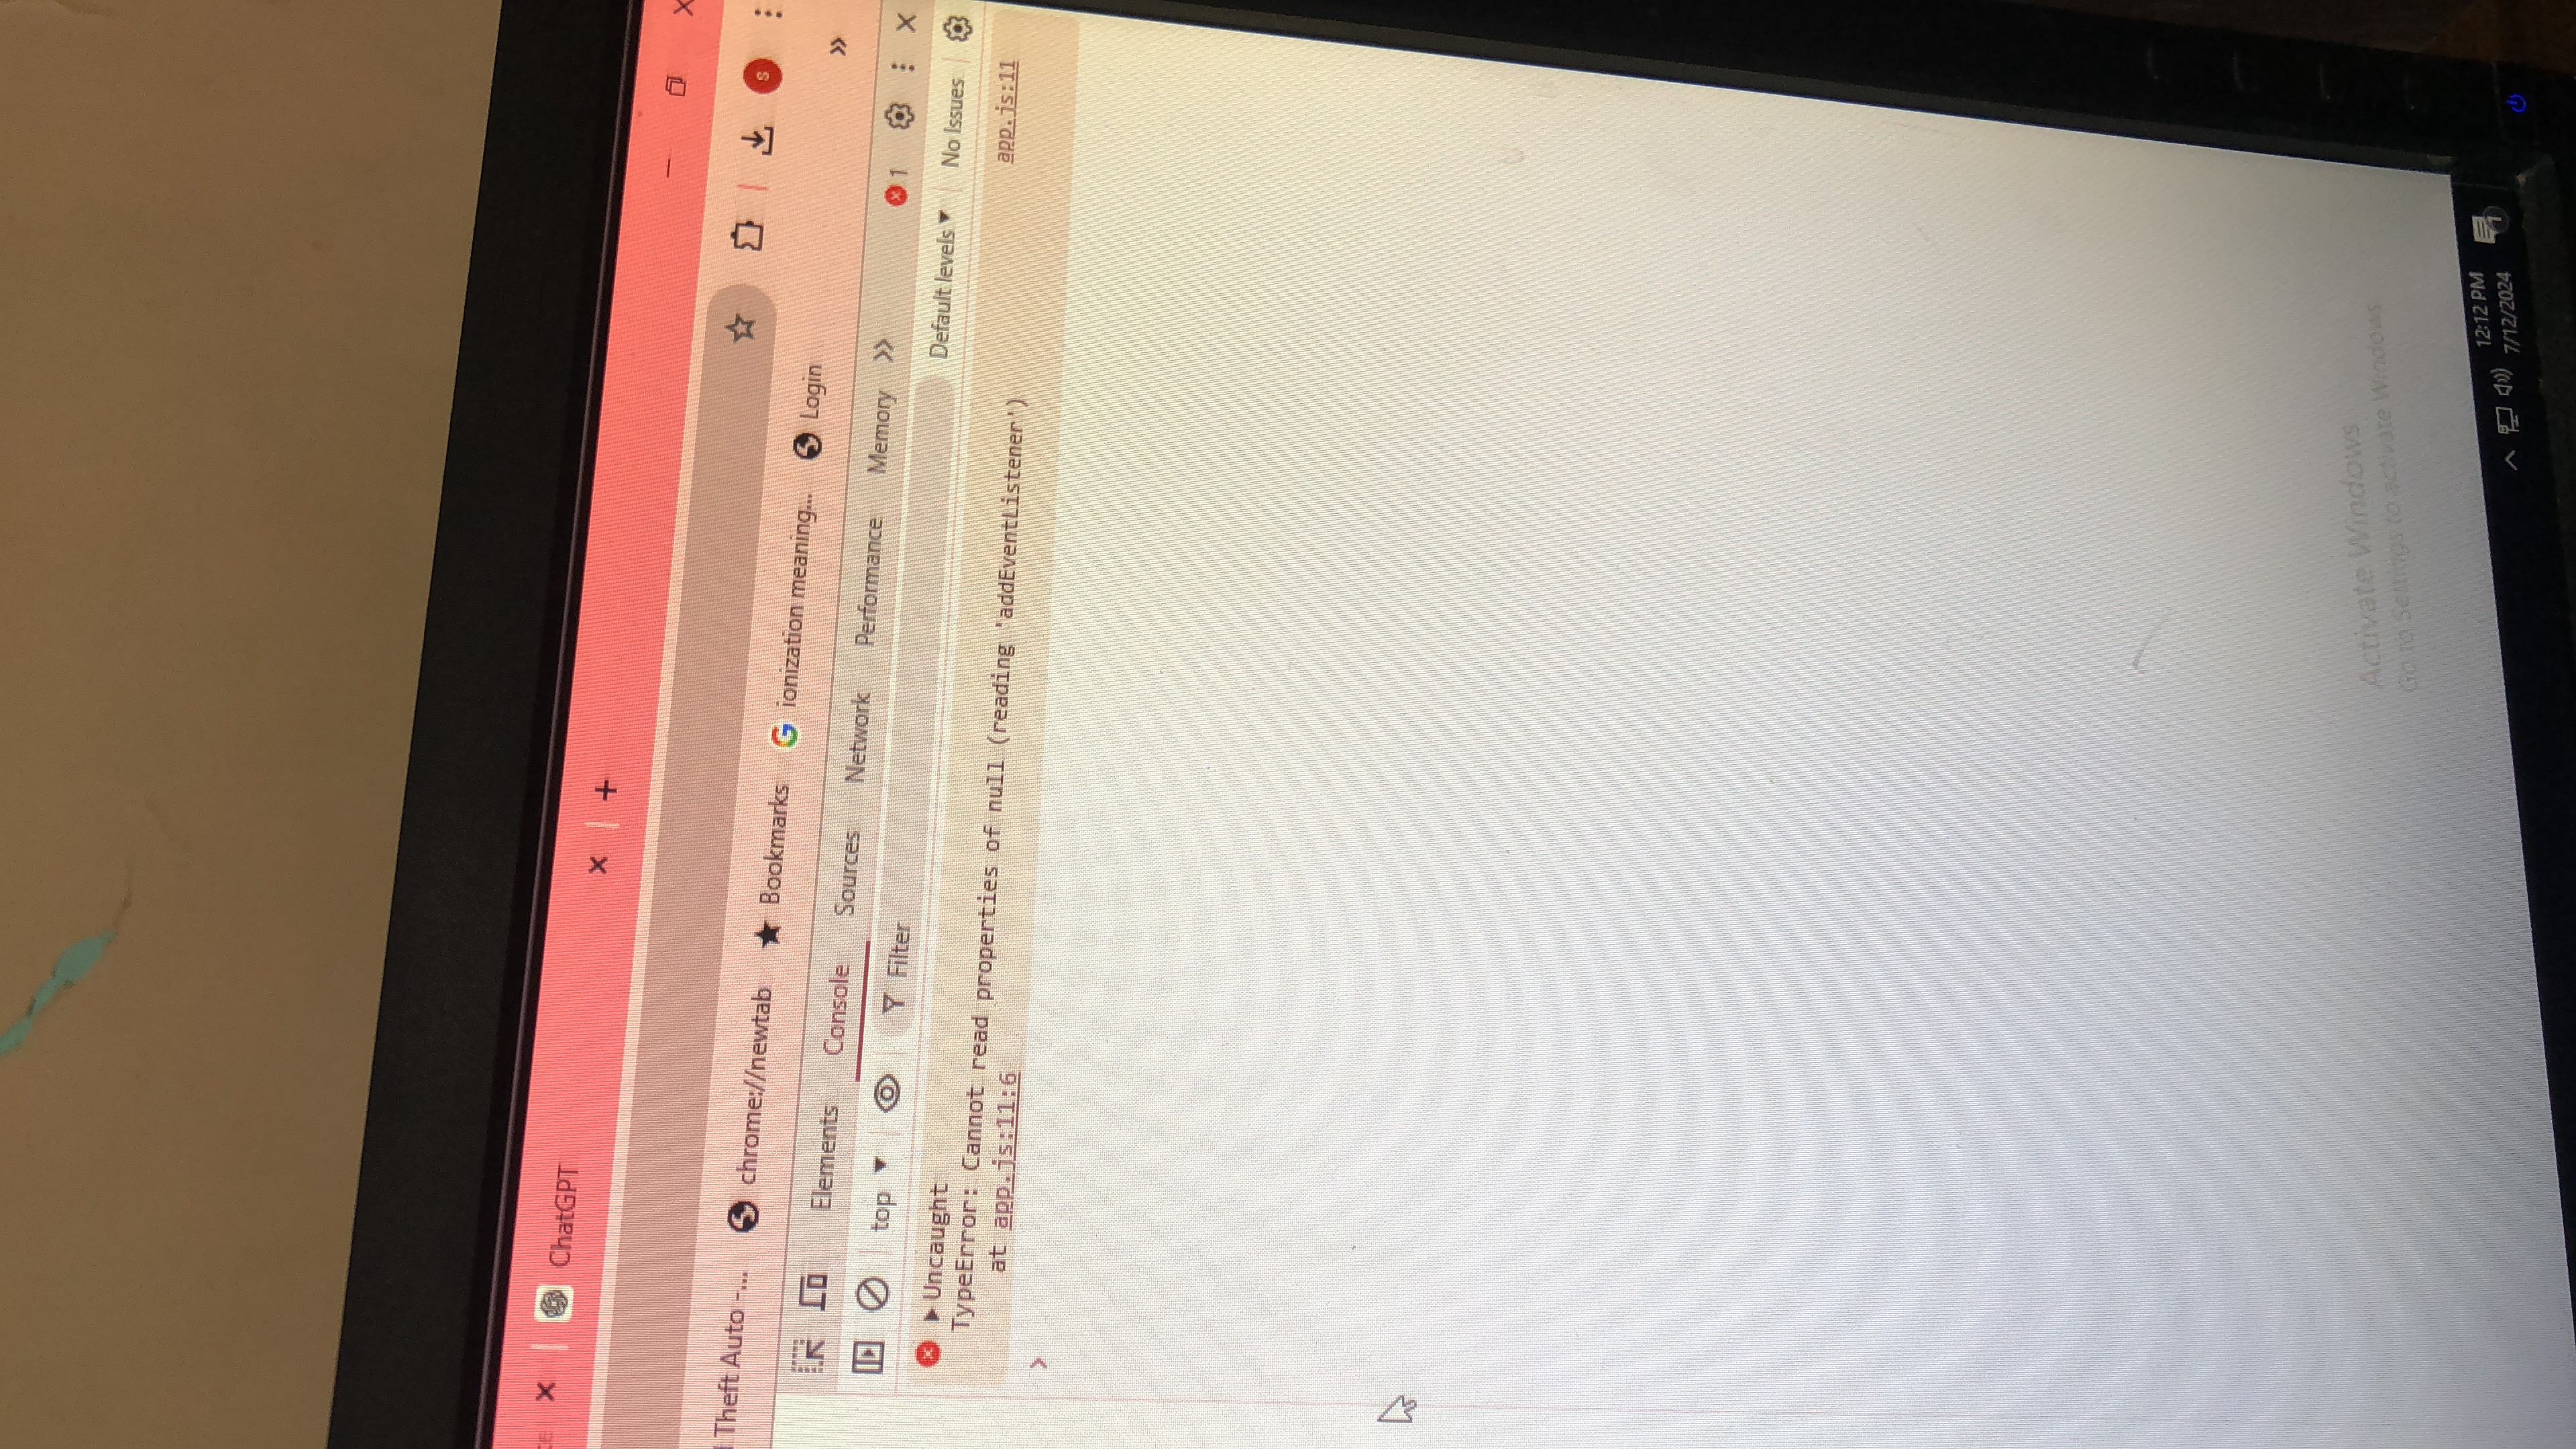 ChatGPT
Theft Auto -...
chrome://newtab
Bookmarks
ionization meaning...
Login
S
Elements
Console
Sources
Network
Performance
Memory
1
top
Filter
Default levels
No Issues
Uncaught
TypeError: Cannot read properties of null (reading 'addEventListener')
at app.js:11:6
app.js:11
Activate Windows
Go to Settings to activate Windows.
12:12 PM
7/12/2024
1